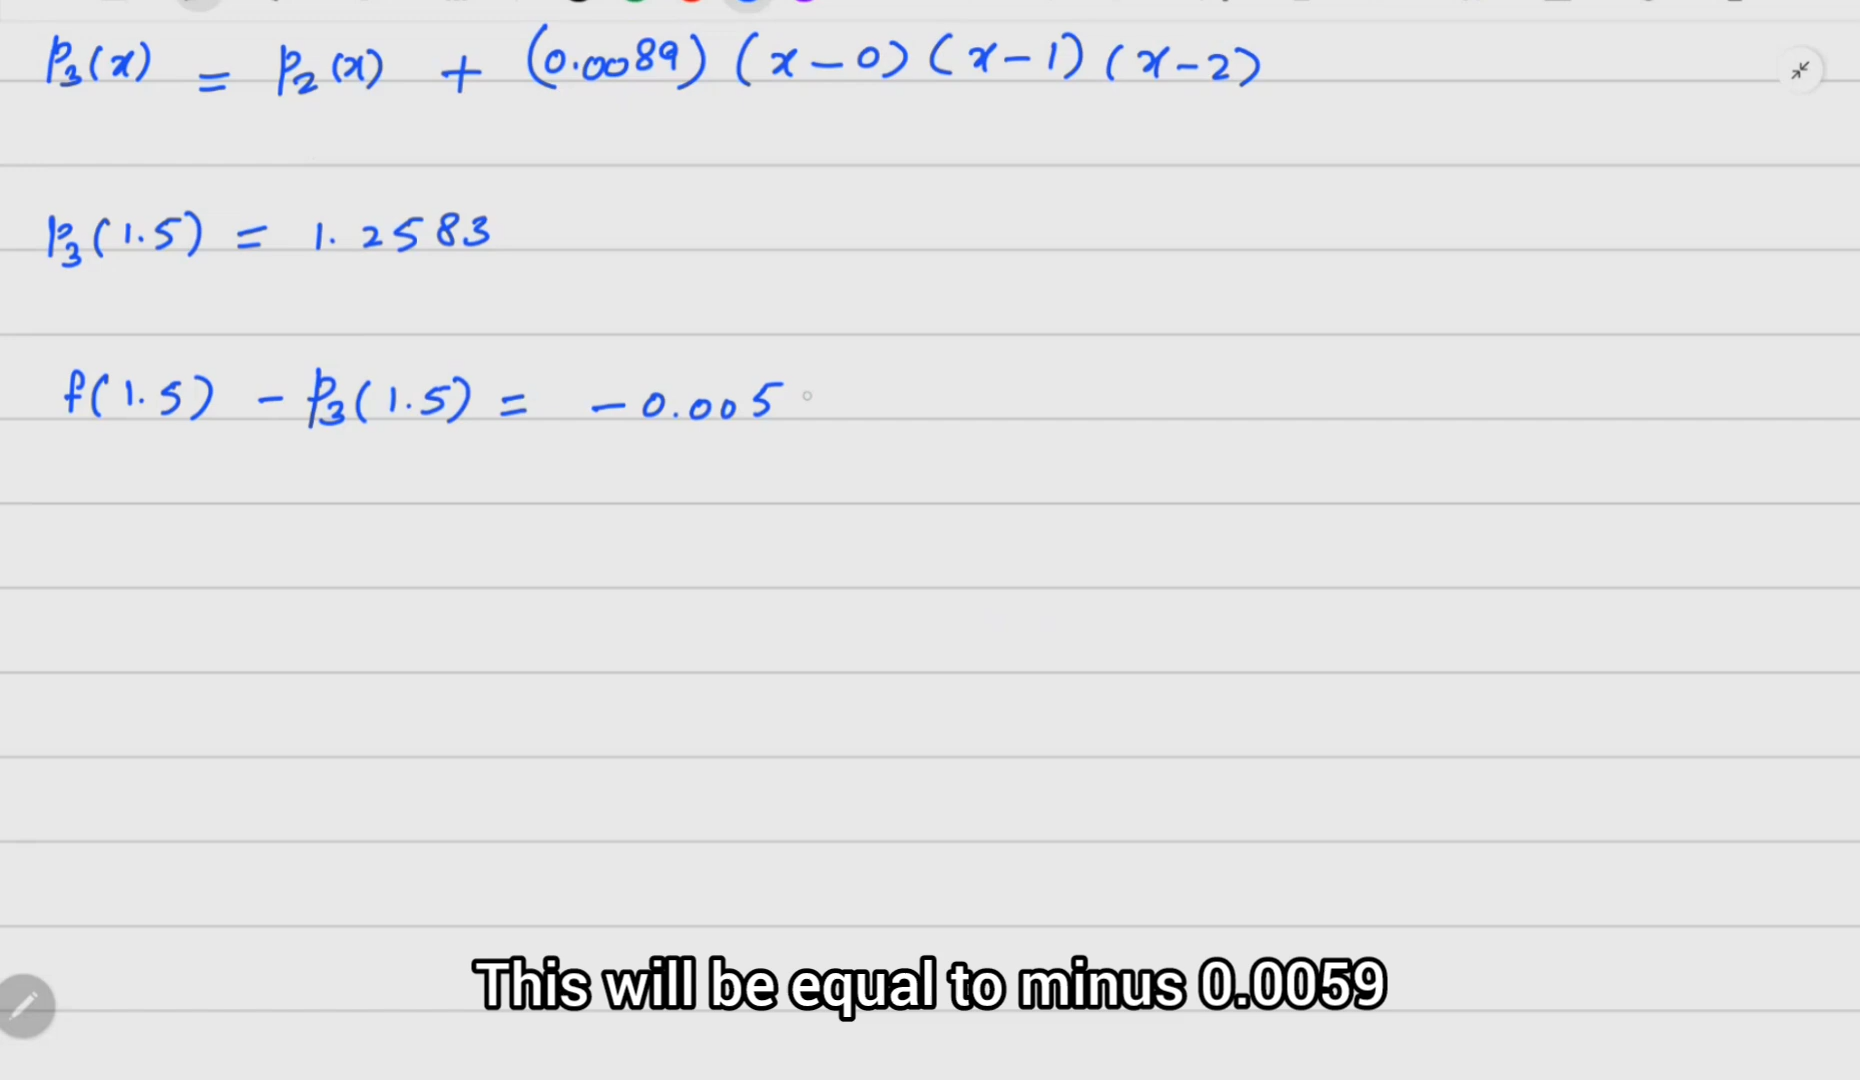 P₃(x) = P₂(x) + (0.0089) (x-0) (x-1) (x-2)
P₃(1.5) = 1.2583
f(1.5) - P₃(1.5) = -0.005
This will be equal to minus 0.0059